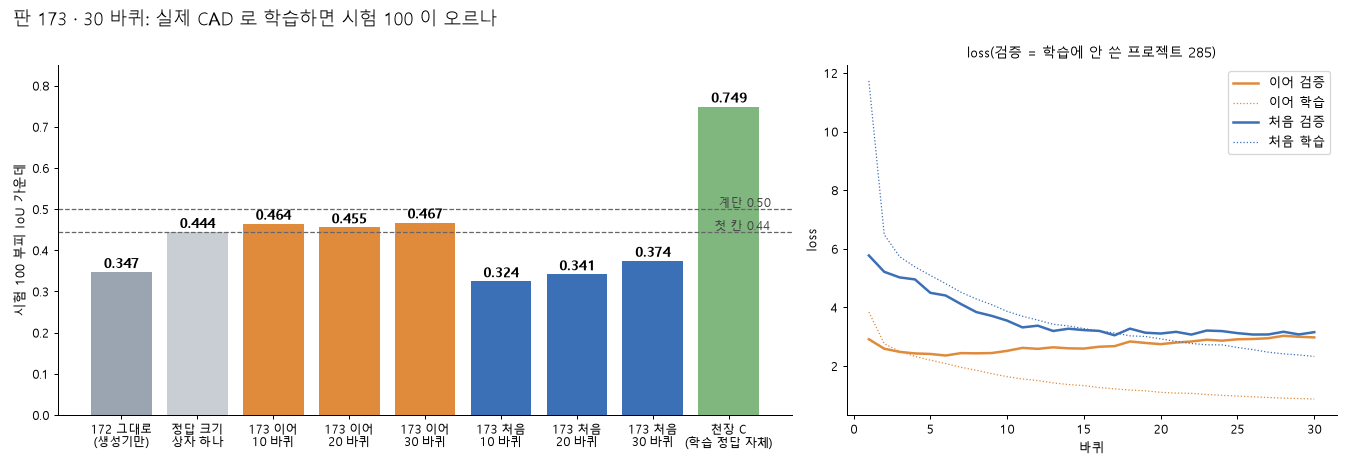 판 173 · 30 바퀴: 실제 CAD 로 학습하면 시험 100 이 오르나
시험 100 부피 IoU 가운데
0.8
0.7
0.6
0.5
0.4
0.3
0.2
0.1
0.0
0.347
0.444
0.464
0.455
0.467
0.324
0.341
0.374
0.749
계단 0.50
첫 칸 0.44
172 그대로
(생성기만)
정답 크기
상자 하나
173 이어
10 바퀴
173 이어
20 바퀴
173 이어
30 바퀴
173 처음
10 바퀴
173 처음
20 바퀴
173 처음
30 바퀴
천장 C
(학습 정답 자체)
loss(검증 = 학습에 안 쓴 프로젝트 285)
이어 검증
이어 학습
처음 검증
처음 학습
loss
12
10
8
6
4
2
0
5
10
15
20
25
30
바퀴